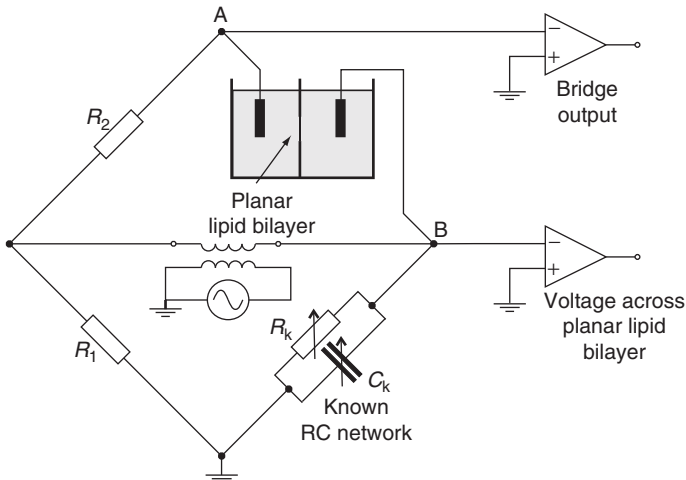 A
−
+
Bridge
output
R2
Planar
lipid bilayer
B
−
+
Voltage across
planar lipid
bilayer
R1
Rk
Ck
Known
RC network